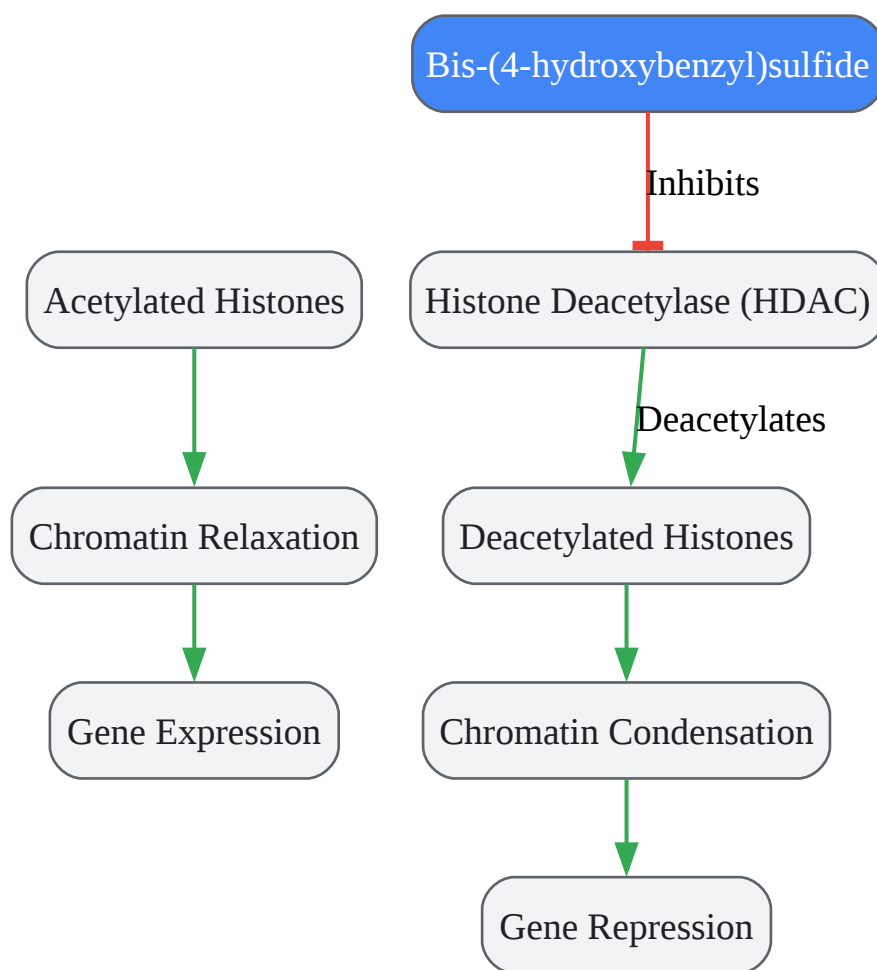 Bis-(4-hydroxybenzyl)sulfide
Inhibits
Acetylated Histones
Histone Deacetylase (HDAC)
Deacetylates
Chromatin Relaxation
Deacetylated Histones
Gene Expression
Chromatin Condensation
Gene Repression